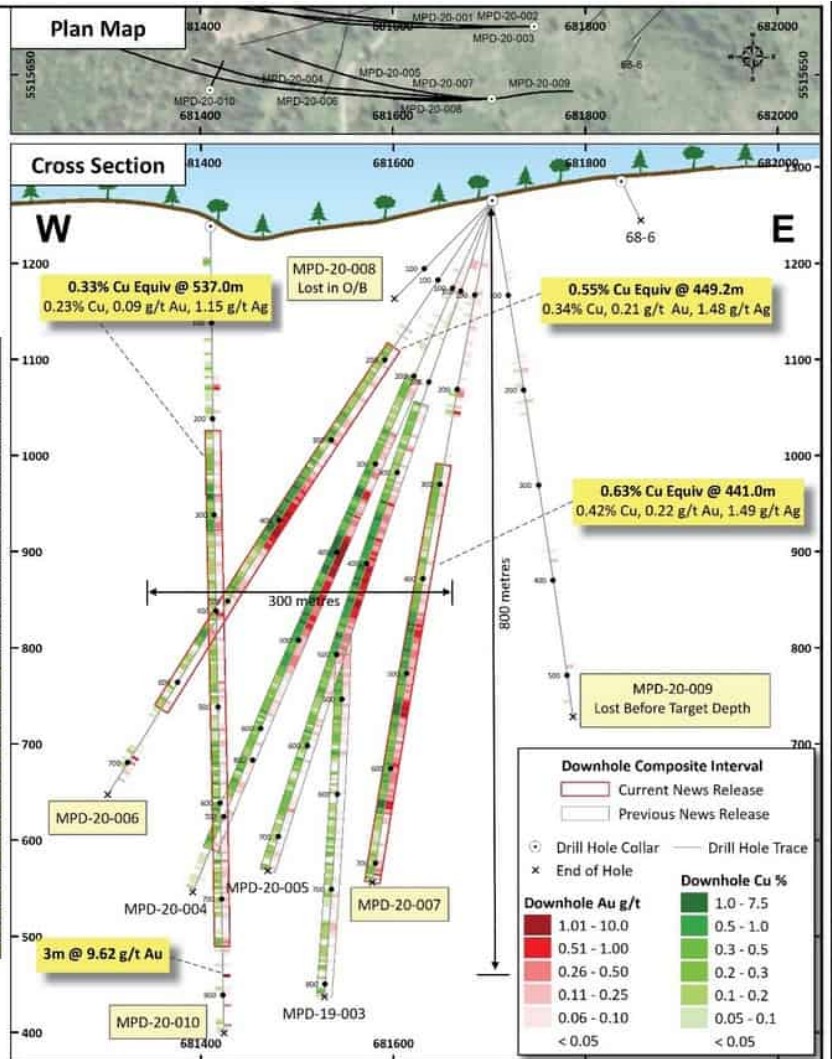 Plan Map
681400
681600
681800
682000
5515650
5515650
MPD-20-001
MPD-20-002
MPD-20-003
MPD-20-004
MPD-20-005
MPD-20-006
MPD-20-007
MPD-20-008
MPD-20-009
MPD-20-010
68-6
Cross Section
681400
681600
681800
682000
1300
W
E
68-6
1200
1200
1100
1100
1000
1000
900
900
800
800
700
700
600
500
400
0.33% Cu Equiv @ 537.0m
0.23% Cu, 0.09 g/t Au, 1.15 g/t Ag
MPD-20-008
Lost in O/B
0.55% Cu Equiv @ 449.2m
0.34% Cu, 0.21 g/t Au, 1.48 g/t Ag
0.63% Cu Equiv @ 441.0m
0.42% Cu, 0.22 g/t Au, 1.49 g/t Ag
300 metres
800 metres
MPD-20-009
Lost Before Target Depth
MPD-20-006
MPD-20-004
MPD-20-005
MPD-20-007
3m @ 9.62 g/t Au
MPD-20-010
MPD-19-003
681400
681600
Downhole Composite Interval
Current News Release
Previous News Release
Drill Hole Collar
Drill Hole Trace
End of Hole
Downhole Au g/t
1.01 - 10.0
0.51 - 1.00
0.26 - 0.50
0.11 - 0.25
0.06 - 0.10
< 0.05
Downhole Cu %
1.0 - 7.5
0.5 - 1.0
0.3 - 0.5
0.2 - 0.3
0.1 - 0.2
0.05 - 0.1
< 0.05